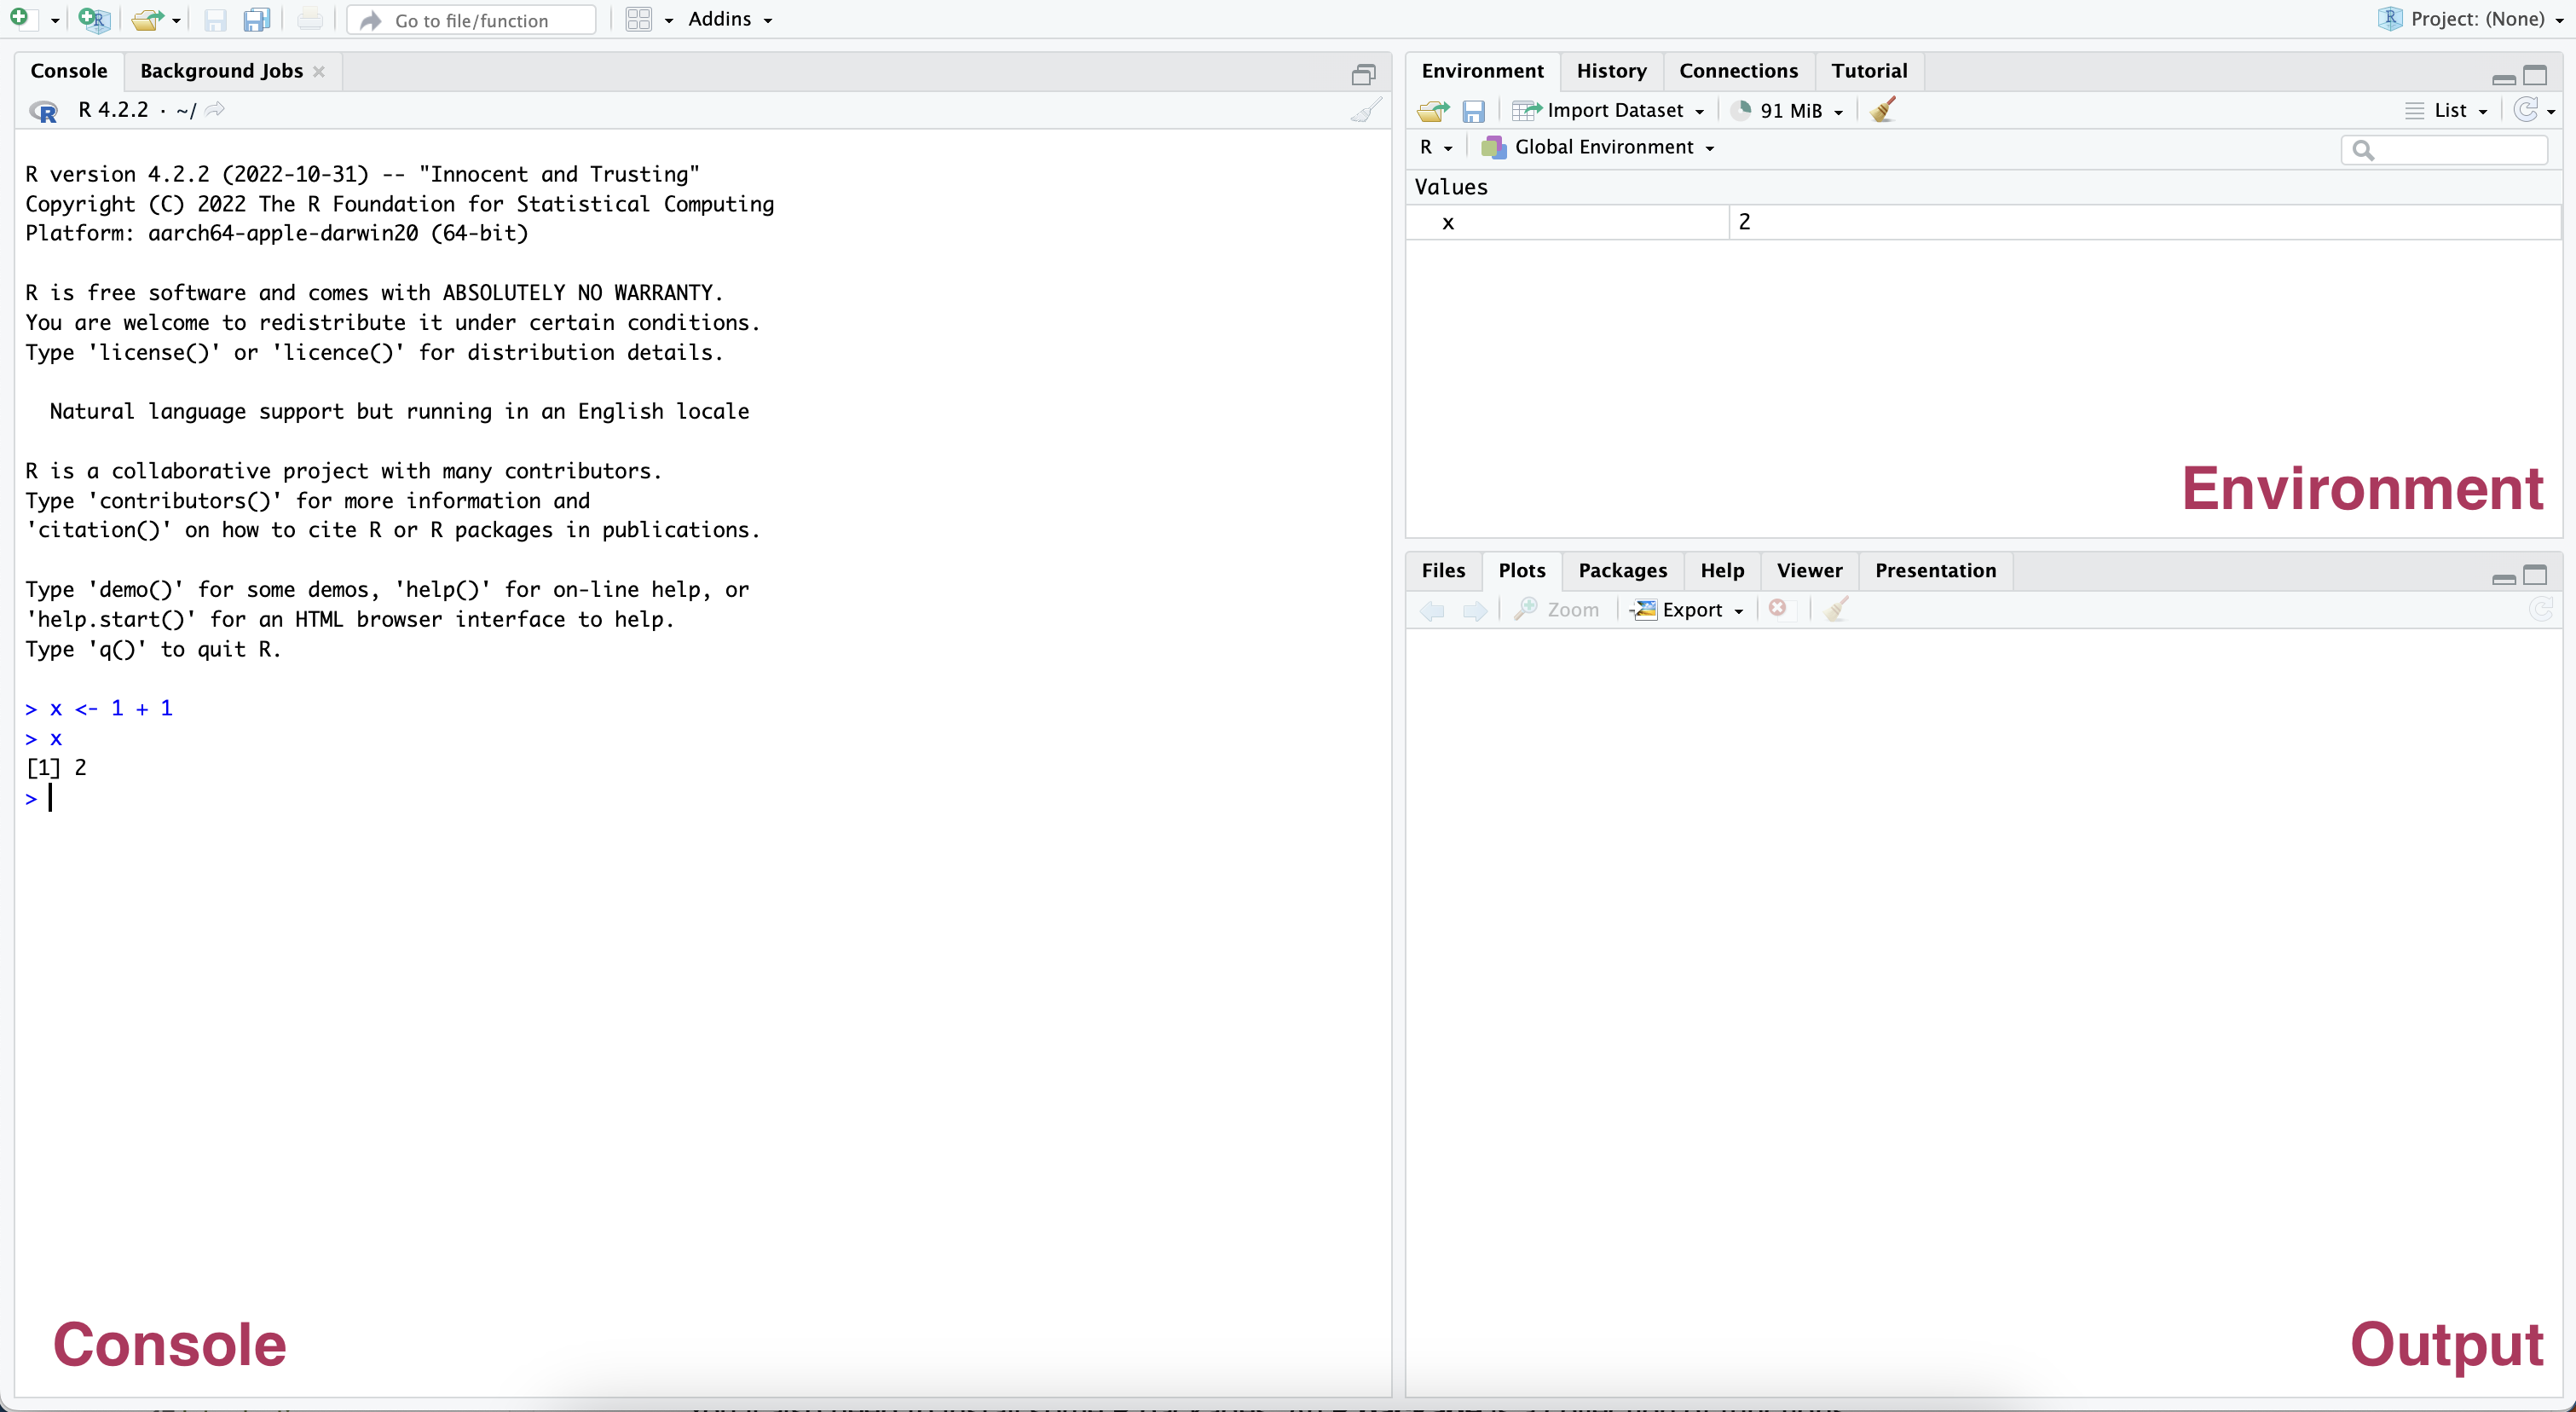 Go to file/function
Addins
Project: (None)
Console
Background Jobs
R 4.2.2 · ~/
R version 4.2.2 (2022-10-31) -- "Innocent and Trusting"
Copyright (C) 2022 The R Foundation for Statistical Computing
Platform: aarch64-apple-darwin20 (64-bit)
R is free software and comes with ABSOLUTELY NO WARRANTY.
You are welcome to redistribute it under certain conditions.
Type 'license()' or 'licence()' for distribution details.
Natural language support but running in an English locale
R is a collaborative project with many contributors.
Type 'contributors()' for more information and
'citation()' on how to cite R or R packages in publications.
Type 'demo()' for some demos, 'help()' for on-line help, or
'help.start()' for an HTML browser interface to help.
Type 'q()' to quit R.
> x <- 1 + 1
> x
[1] 2
>
Console
Environment
History
Connections
Tutorial
Import Dataset
91 MiB
List
R
Global Environment
Values
x
2
Environment
Files
Plots
Packages
Help
Viewer
Presentation
Zoom
Export
Output